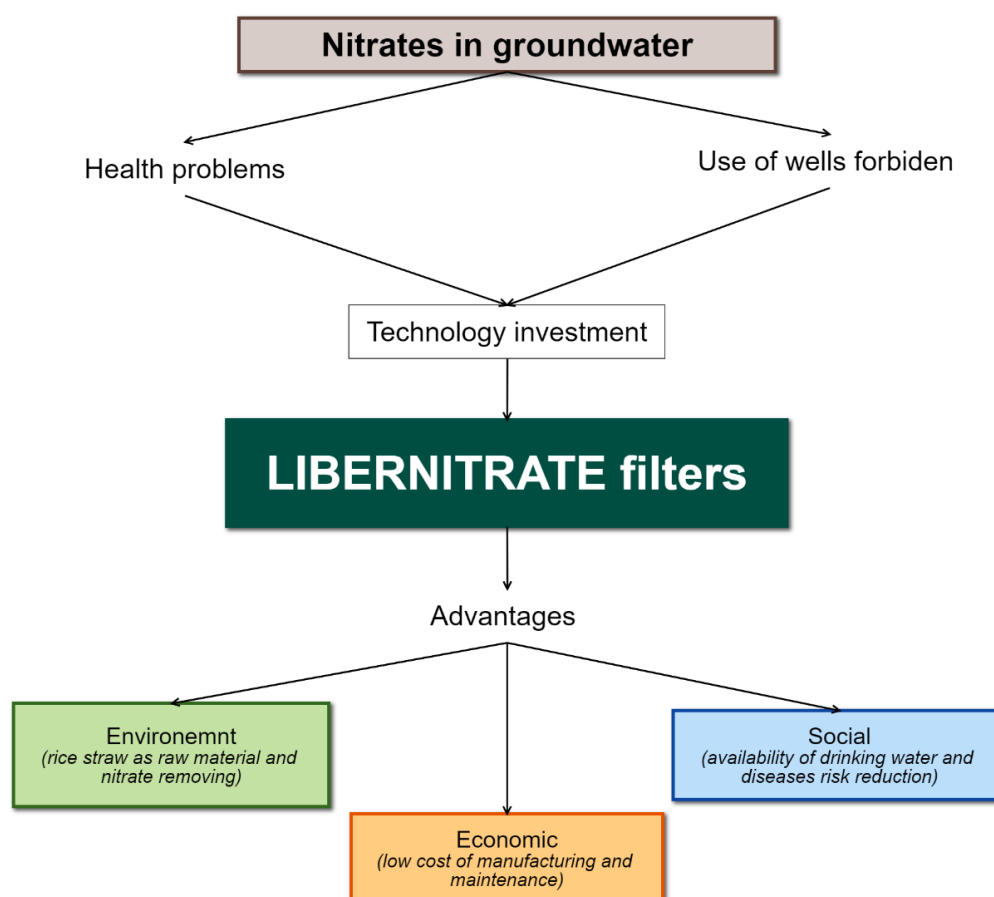 Nitrates in groundwater
Health problems
Use of wells forbiden
Technology investment
LIBERNITRATE filters
Advantages
Environemnt
(rice straw as raw material and
nitrate removing)
Social
(availability of drinking water and
diseases risk reduction)
Economic
(low cost of manufacturing and
maintenance)